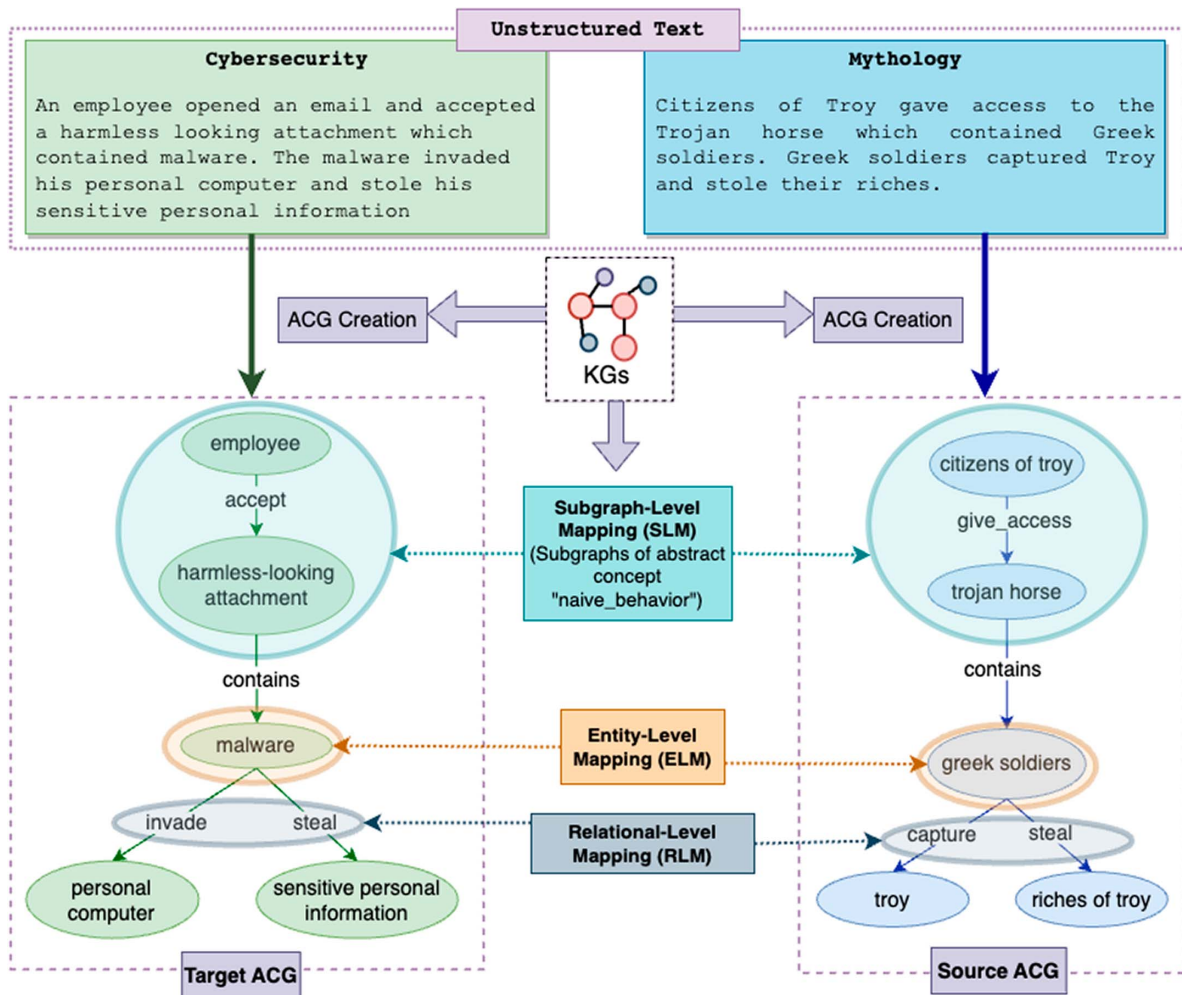 Unstructured Text
Cybersecurity
An employee opened an email and accepted
a harmless looking attachment which
contained malware. The malware invaded
his personal computer and stole his
sensitive personal information
Mythology
Citizens of Troy gave access to the
Trojan horse which contained Greek
soldiers. Greek soldiers captured Troy
and stole their riches.
ACG Creation
KGs
ACG Creation
employee
accept
harmless-looking
attachment
contains
malware
invade
steal
personal
computer
sensitive personal
information
Target ACG
Subgraph-Level
Mapping (SLM)
(Subgraphs of abstract
concept
"naive_behavior")
Entity-Level
Mapping (ELM)
Relational-Level
Mapping (RLM)
citizens of troy
give_access
trojan horse
contains
greek soldiers
capture
steal
troy
riches of troy
Source ACG